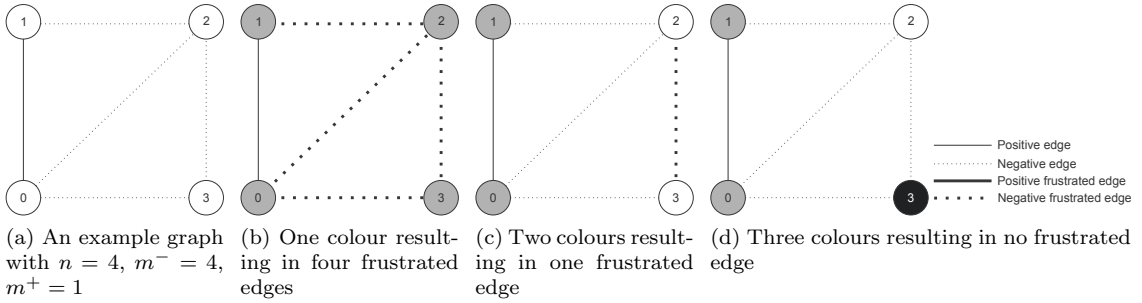 1 2 1 2 1 2 1 2
0 3 0 3 0 3 0 3
Positive edge
Negative edge
Positive frustrated edge
Negative frustrated edge
(a) An example graph
with n = 4, m⁻ = 4,
m⁺ = 1
(b) One colour result-
ing in four frustrated
edges
(c) Two colours result-
ing in one frustrated
edge
(d) Three colours resulting in no frustrated
edge